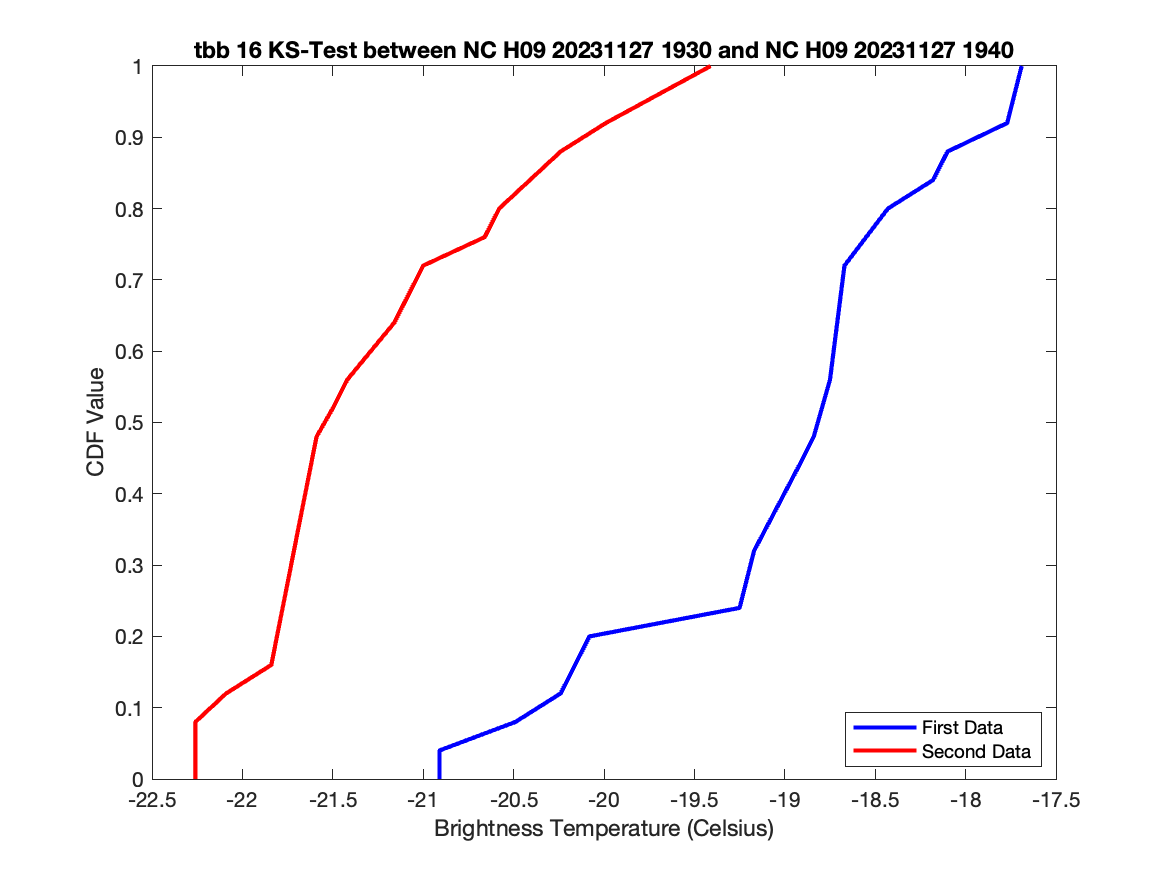 tbb 16 KS-Test between NC H09 20231127 1930 and NC H09 20231127 1940
1
0.9
0.8
0.7
0.6
0.5
0.4
0.3
0.2
0.1
0
CDF Value
First Data
Second Data
-22.5 -22 -21.5 -21 -20.5 -20 -19.5 -19 -18.5 -18 -17.5
Brightness Temperature (Celsius)